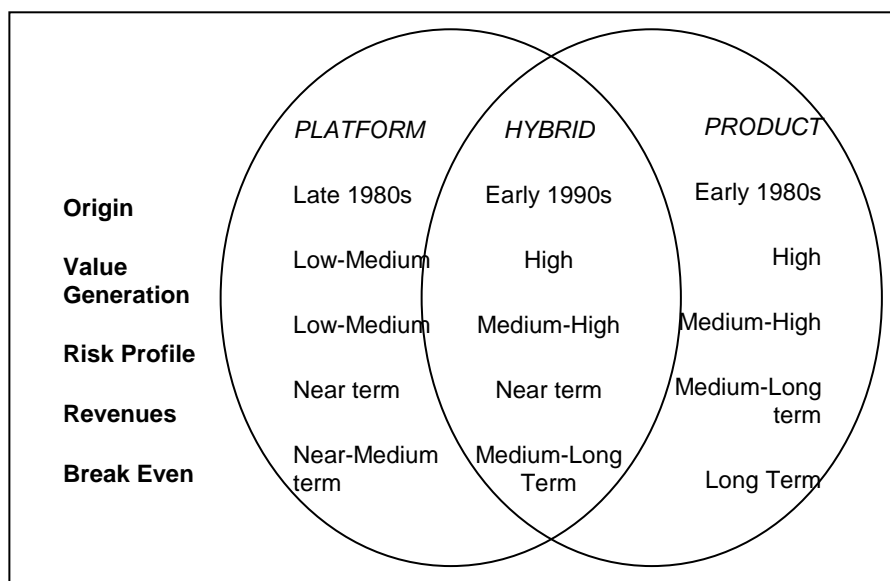 PLATFORM HYBRID PRODUCT
Origin Late 1980s Early 1990s Early 1980s
Value
Generation Low-Medium High High
Risk Profile Low-Medium Medium-High Medium-High
Revenues Near term Near term Medium-Long
term
Break Even Near-Medium
term Medium-Long
Term Long Term